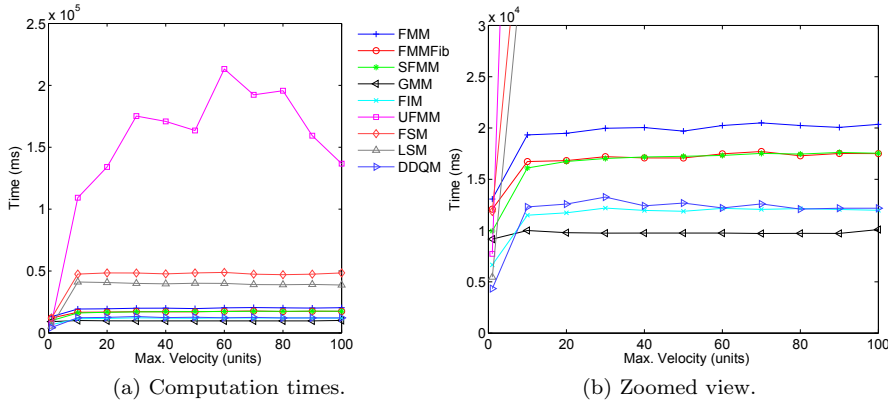 x 10^5
2.5
2
1.5
1
0.5
0
Time (ms)
0 20 40 60 80 100
Max. Velocity (units)
FMM
FMMFib
SFMM
GMM
FIM
UFMM
FSM
LSM
DDQM
x 10^4
3
2.5
2
1.5
1
0.5
0
Time (ms)
0 20 40 60 80 100
Max. Velocity (units)
(a) Computation times.
(b) Zoomed view.